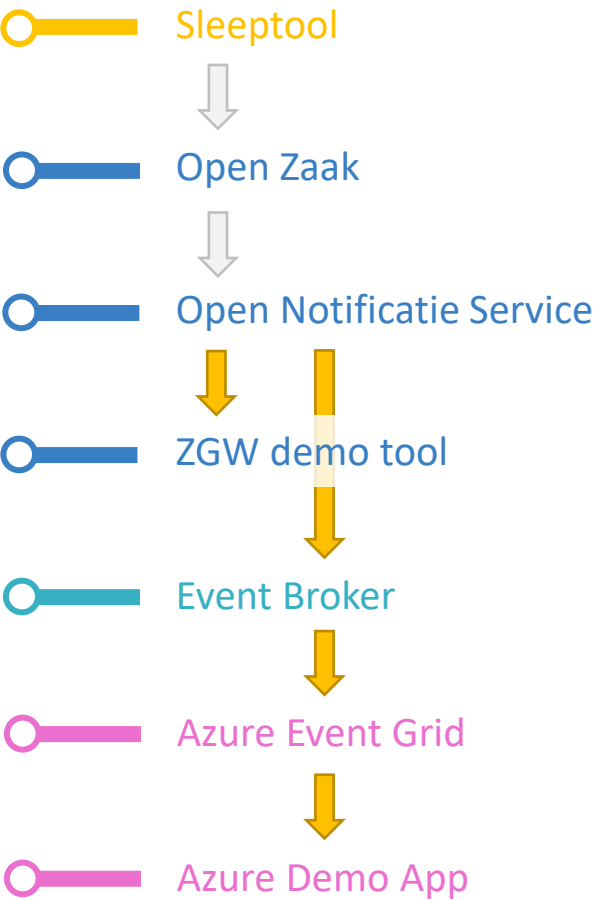 Sleeptool
Open Zaak
Open Notificatie Service
ZGW demo tool
Event Broker
Azure Event Grid
Azure Demo App